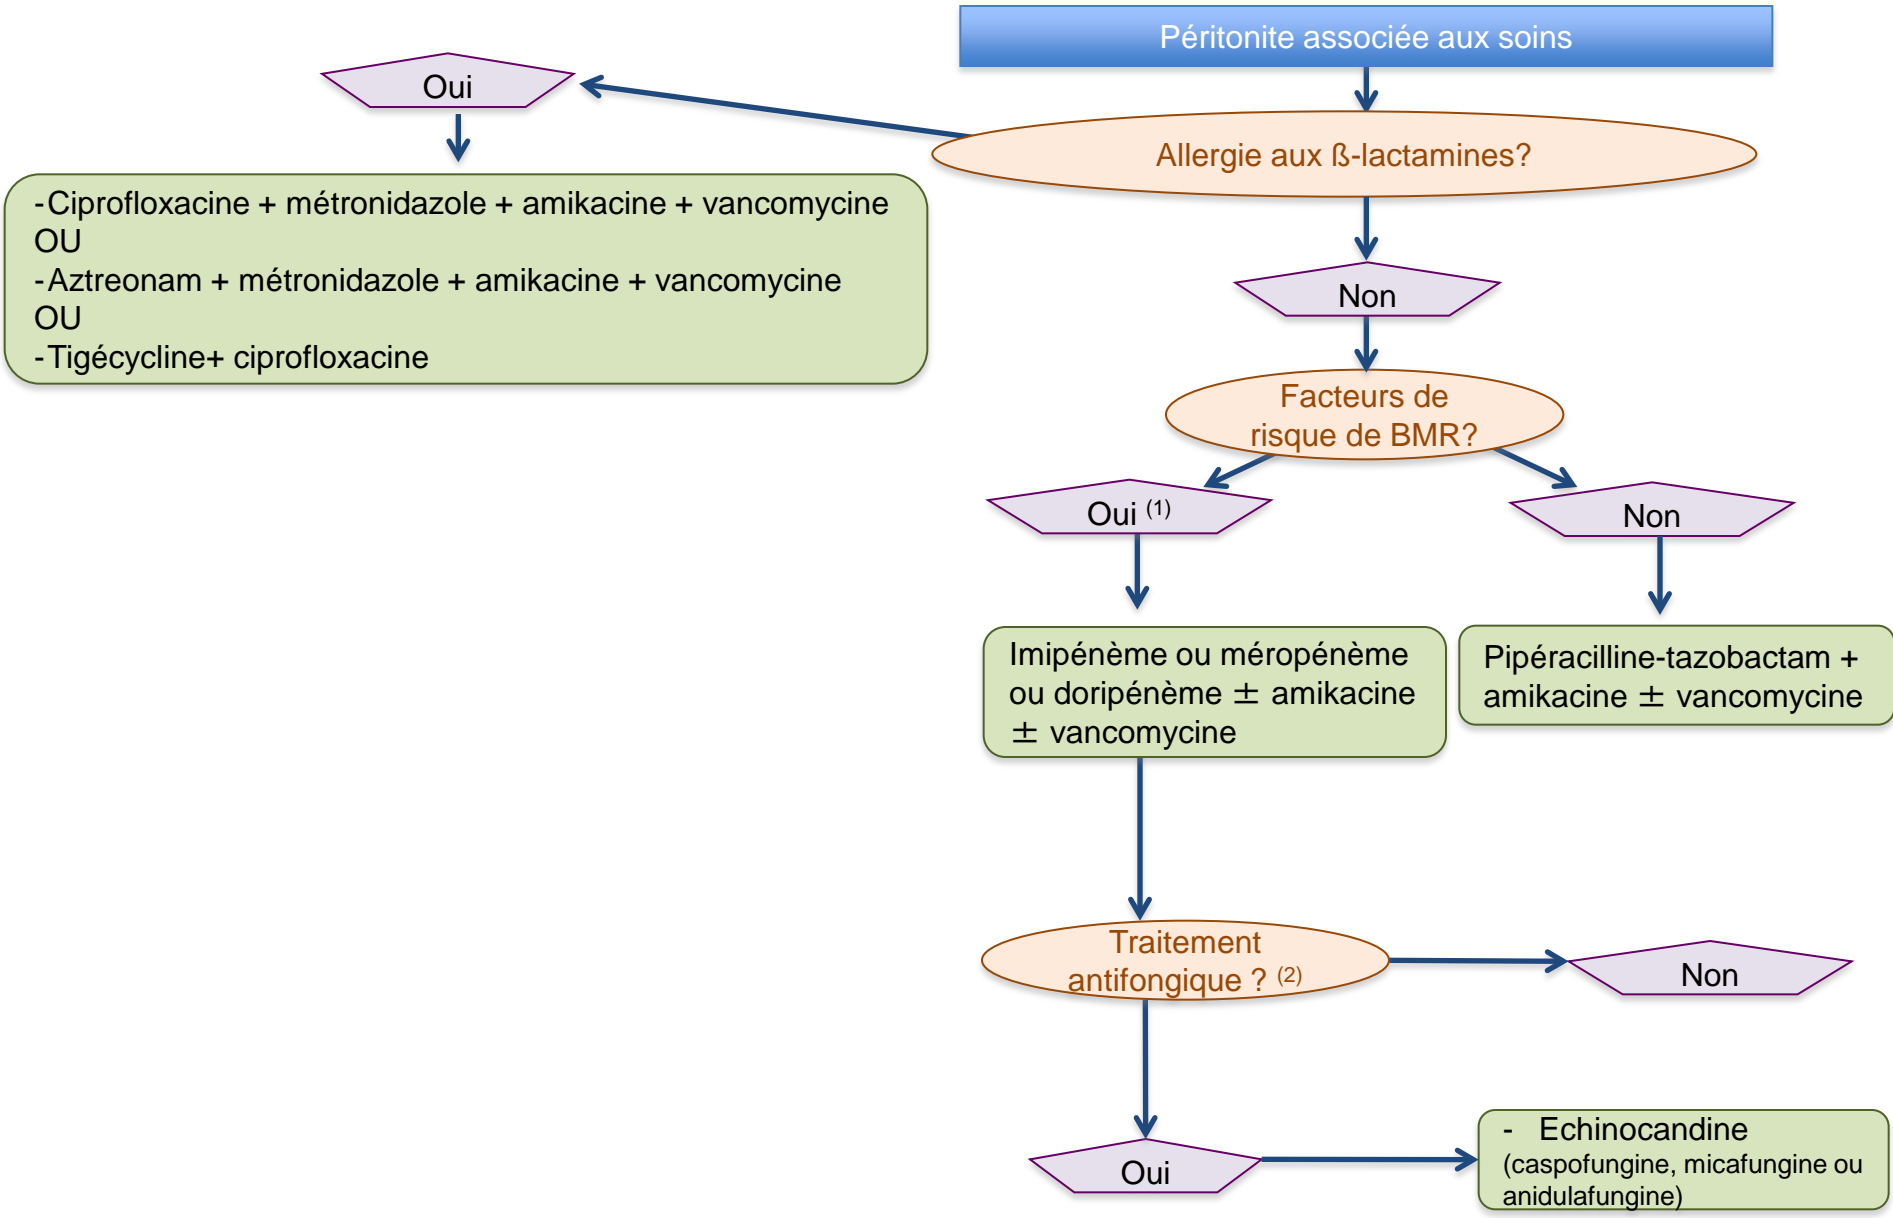 Péritonite associée aux soins
Oui
Allergie aux ß-lactamines?
-Ciprofloxacine + métronidazole + amikacine + vancomycine
OU
-Aztreonam + métronidazole + amikacine + vancomycine
OU
-Tigécycline+ ciprofloxacine
Non
Facteurs de
risque de BMR?
Oui (1)
Non
Imipénème ou méropénème
ou doripénème ± amikacine
± vancomycine
Pipéracilline-tazobactam +
amikacine ± vancomycine
Traitement
antifongique ? (2)
Non
Oui
- Echinocandine
(caspofungine, micafungine ou
anidulafungine)